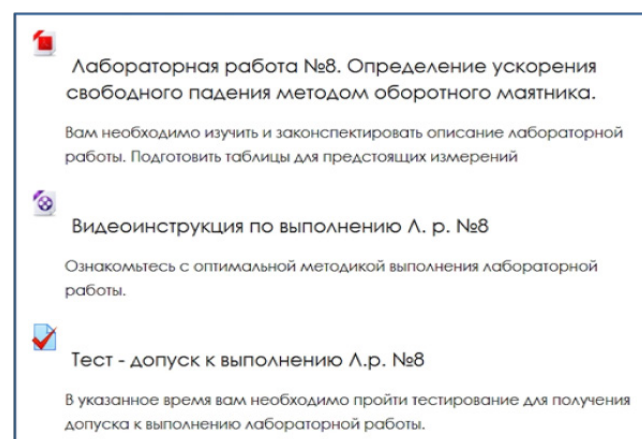 Лабораторная работа №8. Определение ускорения
свободного падения методом оборотного маятника.
Вам необходимо изучить и законспектировать описание лабораторной
работы. Подготовить таблицы для предстоящих измерений
Видеоинструкция по выполнению Л. р. №8
Ознакомьтесь с оптимальной методикой выполнения лабораторной
работы.
Тест - допуск к выполнению Л.р. №8
В указанное время вам необходимо пройти тестирование для получения
допуска к выполнению лабораторной работы.